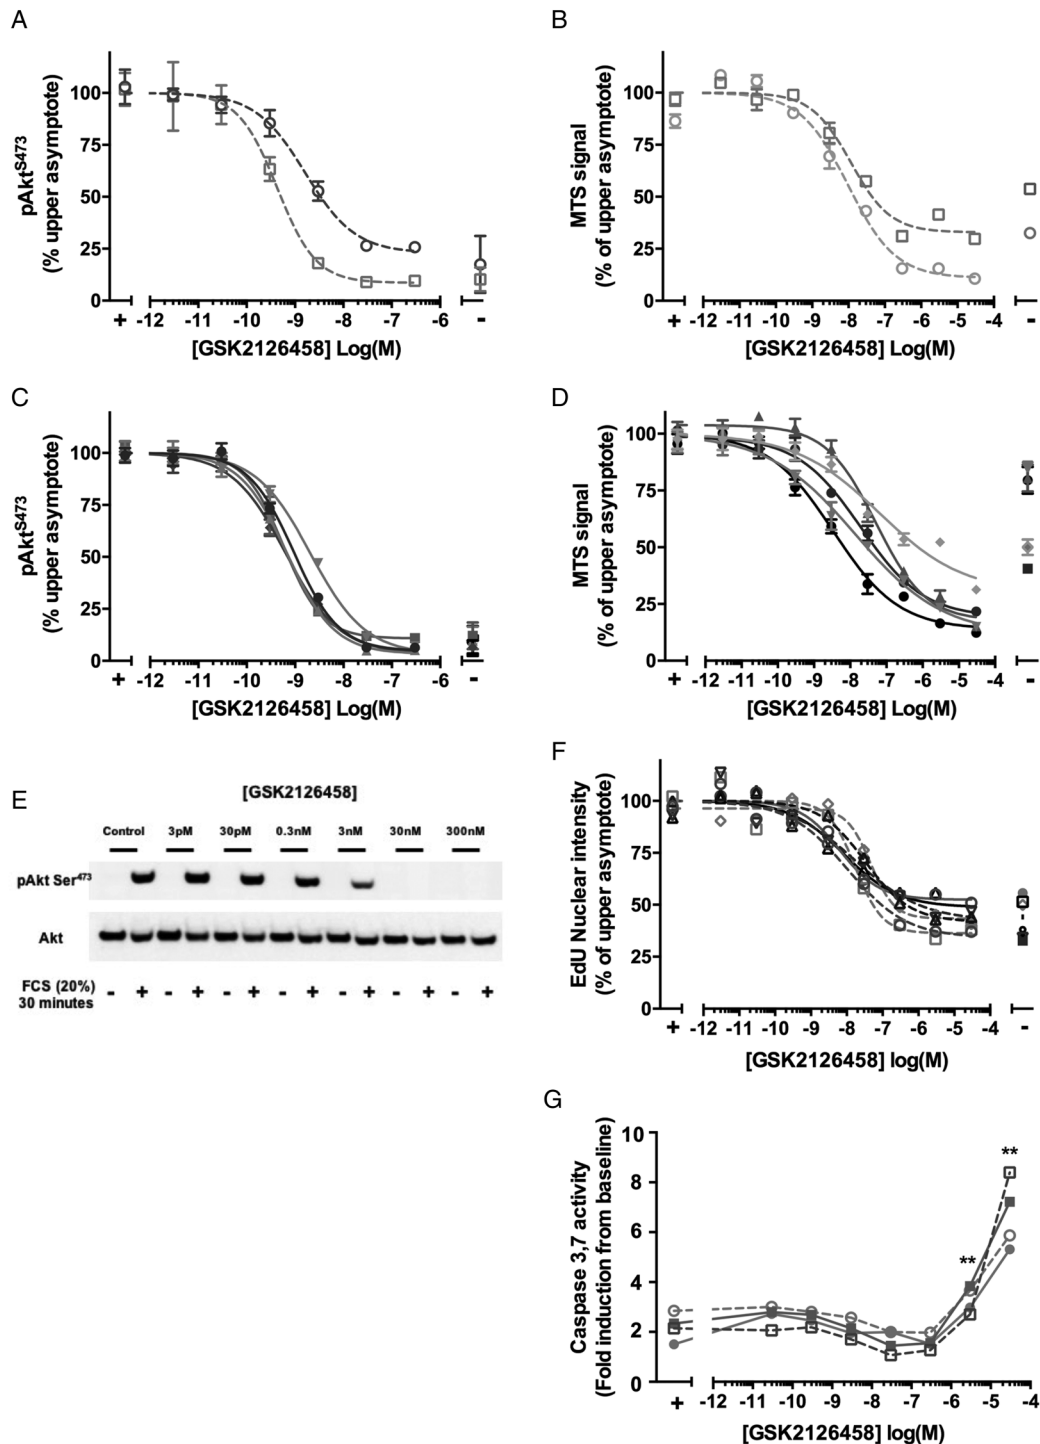 A
pAktS473
(% upper asymptote)
100
75
50
25
0
+ -12 -11 -10 -9 -8 -7 -6 -
[GSK2126458] Log(M)
B
MTS signal
(% of upper asymptote)
100
75
50
25
0
+ -12 -11 -10 -9 -8 -7 -6 -5 -4 -
[GSK2126458] Log(M)
C
pAktS473
(% upper asymptote)
100
75
50
25
0
+ -12 -11 -10 -9 -8 -7 -6 -
[GSK2126458] Log(M)
D
MTS signal
(% of upper asymptote)
100
75
50
25
0
+ -12 -11 -10 -9 -8 -7 -6 -5 -4 -
[GSK2126458] Log(M)
E
[GSK2126458]
Control 3pM 30pM 0.3nM 3nM 30nM 300nM
pAkt Ser473
Akt
FCS (20%) - + - + - + - + - + - + - +
30 minutes
F
EdU Nuclear intensity
(% of upper asymptote)
100
75
50
25
0
+ -12 -11 -10 -9 -8 -7 -6 -5 -4 -
[GSK2126458] log(M)
G
Caspase 3,7 activity
(Fold induction from baseline)
10
8
6
4
2
0
**
**
+ -12 -11 -10 -9 -8 -7 -6 -5 -4
[GSK2126458] log(M)